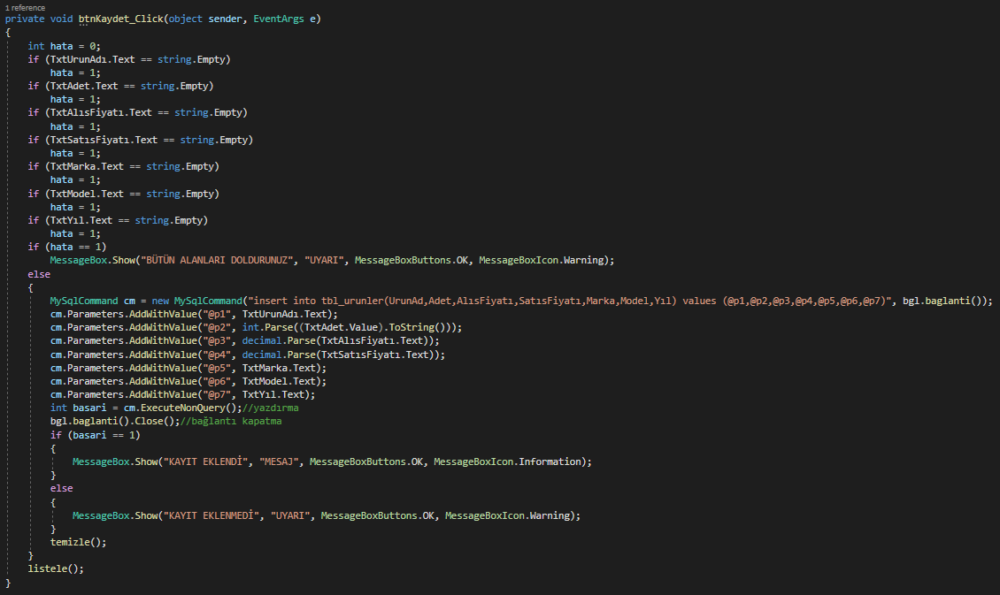 1 reference
private void btnKaydet_Click(object sender, EventArgs e)
{
int hata = 0;
if (TxtUrunAdı.Text == string.Empty)
hata = 1;
if (TxtAdet.Text == string.Empty)
hata = 1;
if (TxtAlısFiyatı.Text == string.Empty)
hata = 1;
if (TxtSatısFiyatı.Text == string.Empty)
hata = 1;
if (TxtMarka.Text == string.Empty)
hata = 1;
if (TxtModel.Text == string.Empty)
hata = 1;
if (TxtYıl.Text == string.Empty)
hata = 1;
if (hata == 1)
MessageBox.Show("BÜTÜN ALANLARI DOLDURUNUZ", "UYARI", MessageBoxButtons.OK, MessageBoxIcon.Warning);
else
{
MySqlCommand cm = new MySqlCommand("insert into tbl_urunler(UrunAd,Adet,AlısFiyatı,SatısFiyatı,Marka,Model,Yıl) values (@p1,@p2,@p3,@p4,@p5,@p6,@p7)", bgl.baglanti());
cm.Parameters.AddWithValue("@p1", TxtUrunAdı.Text);
cm.Parameters.AddWithValue("@p2", int.Parse((TxtAdet.Value).ToString()));
cm.Parameters.AddWithValue("@p3", decimal.Parse(TxtAlısFiyatı.Text));
cm.Parameters.AddWithValue("@p4", decimal.Parse(TxtSatısFiyatı.Text));
cm.Parameters.AddWithValue("@p5", TxtMarka.Text);
cm.Parameters.AddWithValue("@p6", TxtModel.Text);
cm.Parameters.AddWithValue("@p7", TxtYıl.Text);
int basari = cm.ExecuteNonQuery();//yazdırma
bgl.baglanti().Close();//bağlantı kapatma
if (basari == 1)
{
MessageBox.Show("KAYIT EKLENDİ", "MESAJ", MessageBoxButtons.OK, MessageBoxIcon.Information);
}
else
{
MessageBox.Show("KAYIT EKLENMEDİ", "UYARI", MessageBoxButtons.OK, MessageBoxIcon.Warning);
}
temizle();
}
listele();
}